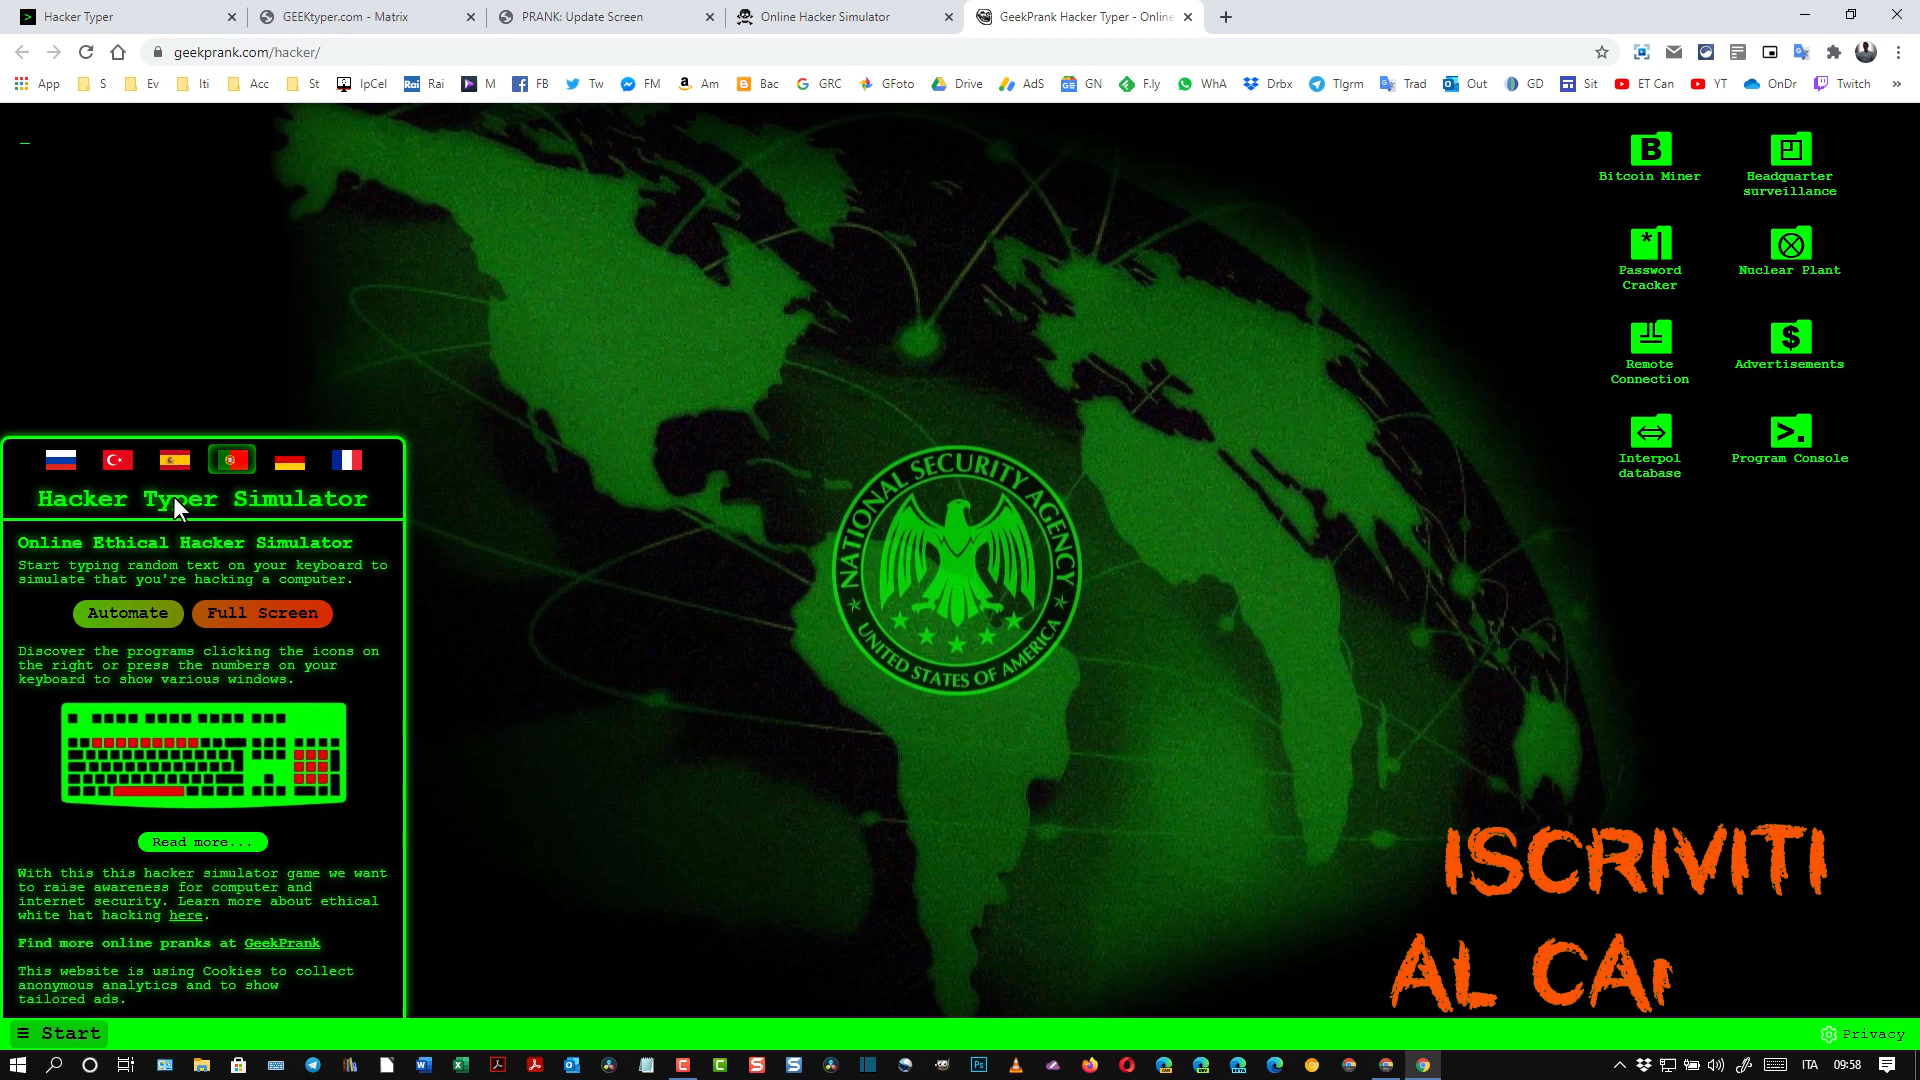 Hacker Typer
GEEKtyper.com - Matrix
PRANK: Update Screen
Online Hacker Simulator
GeekPrank Hacker Typer - Online
geekprank.com/hacker/
App S Ev Iti Acc St IpCel Rai Rai M FB Tw FM Am Bac GRC GFoto Drive AdS GN F.ly WhA Drbx Tlgrm Trad Out GD Sit ET Can YT OnDr Twitch »
Bitcoin Miner
Headquarter
surveillance
Password
Cracker
Nuclear Plant
Remote
Connection
Advertisements
Interpol
database
Program Console
Hacker Typer Simulator
Online Ethical Hacker Simulator
Start typing random text on your keyboard to
simulate that you're hacking a computer.
Automate Full Screen
Discover the programs clicking the icons on
the right or press the numbers on your
keyboard to show various windows.
Read more...
With this this hacker simulator game we want
to raise awareness for computer and
internet security. Learn more about ethical
white hat hacking here.
Find more online pranks at GeekPrank
This website is using Cookies to collect
anonymous analytics and to show
tailored ads.
NATIONAL SECURITY AGENCY
UNITED STATES OF AMERICA
ISCRIVITI
AL CA
Start
Privacy
ITA 09:58